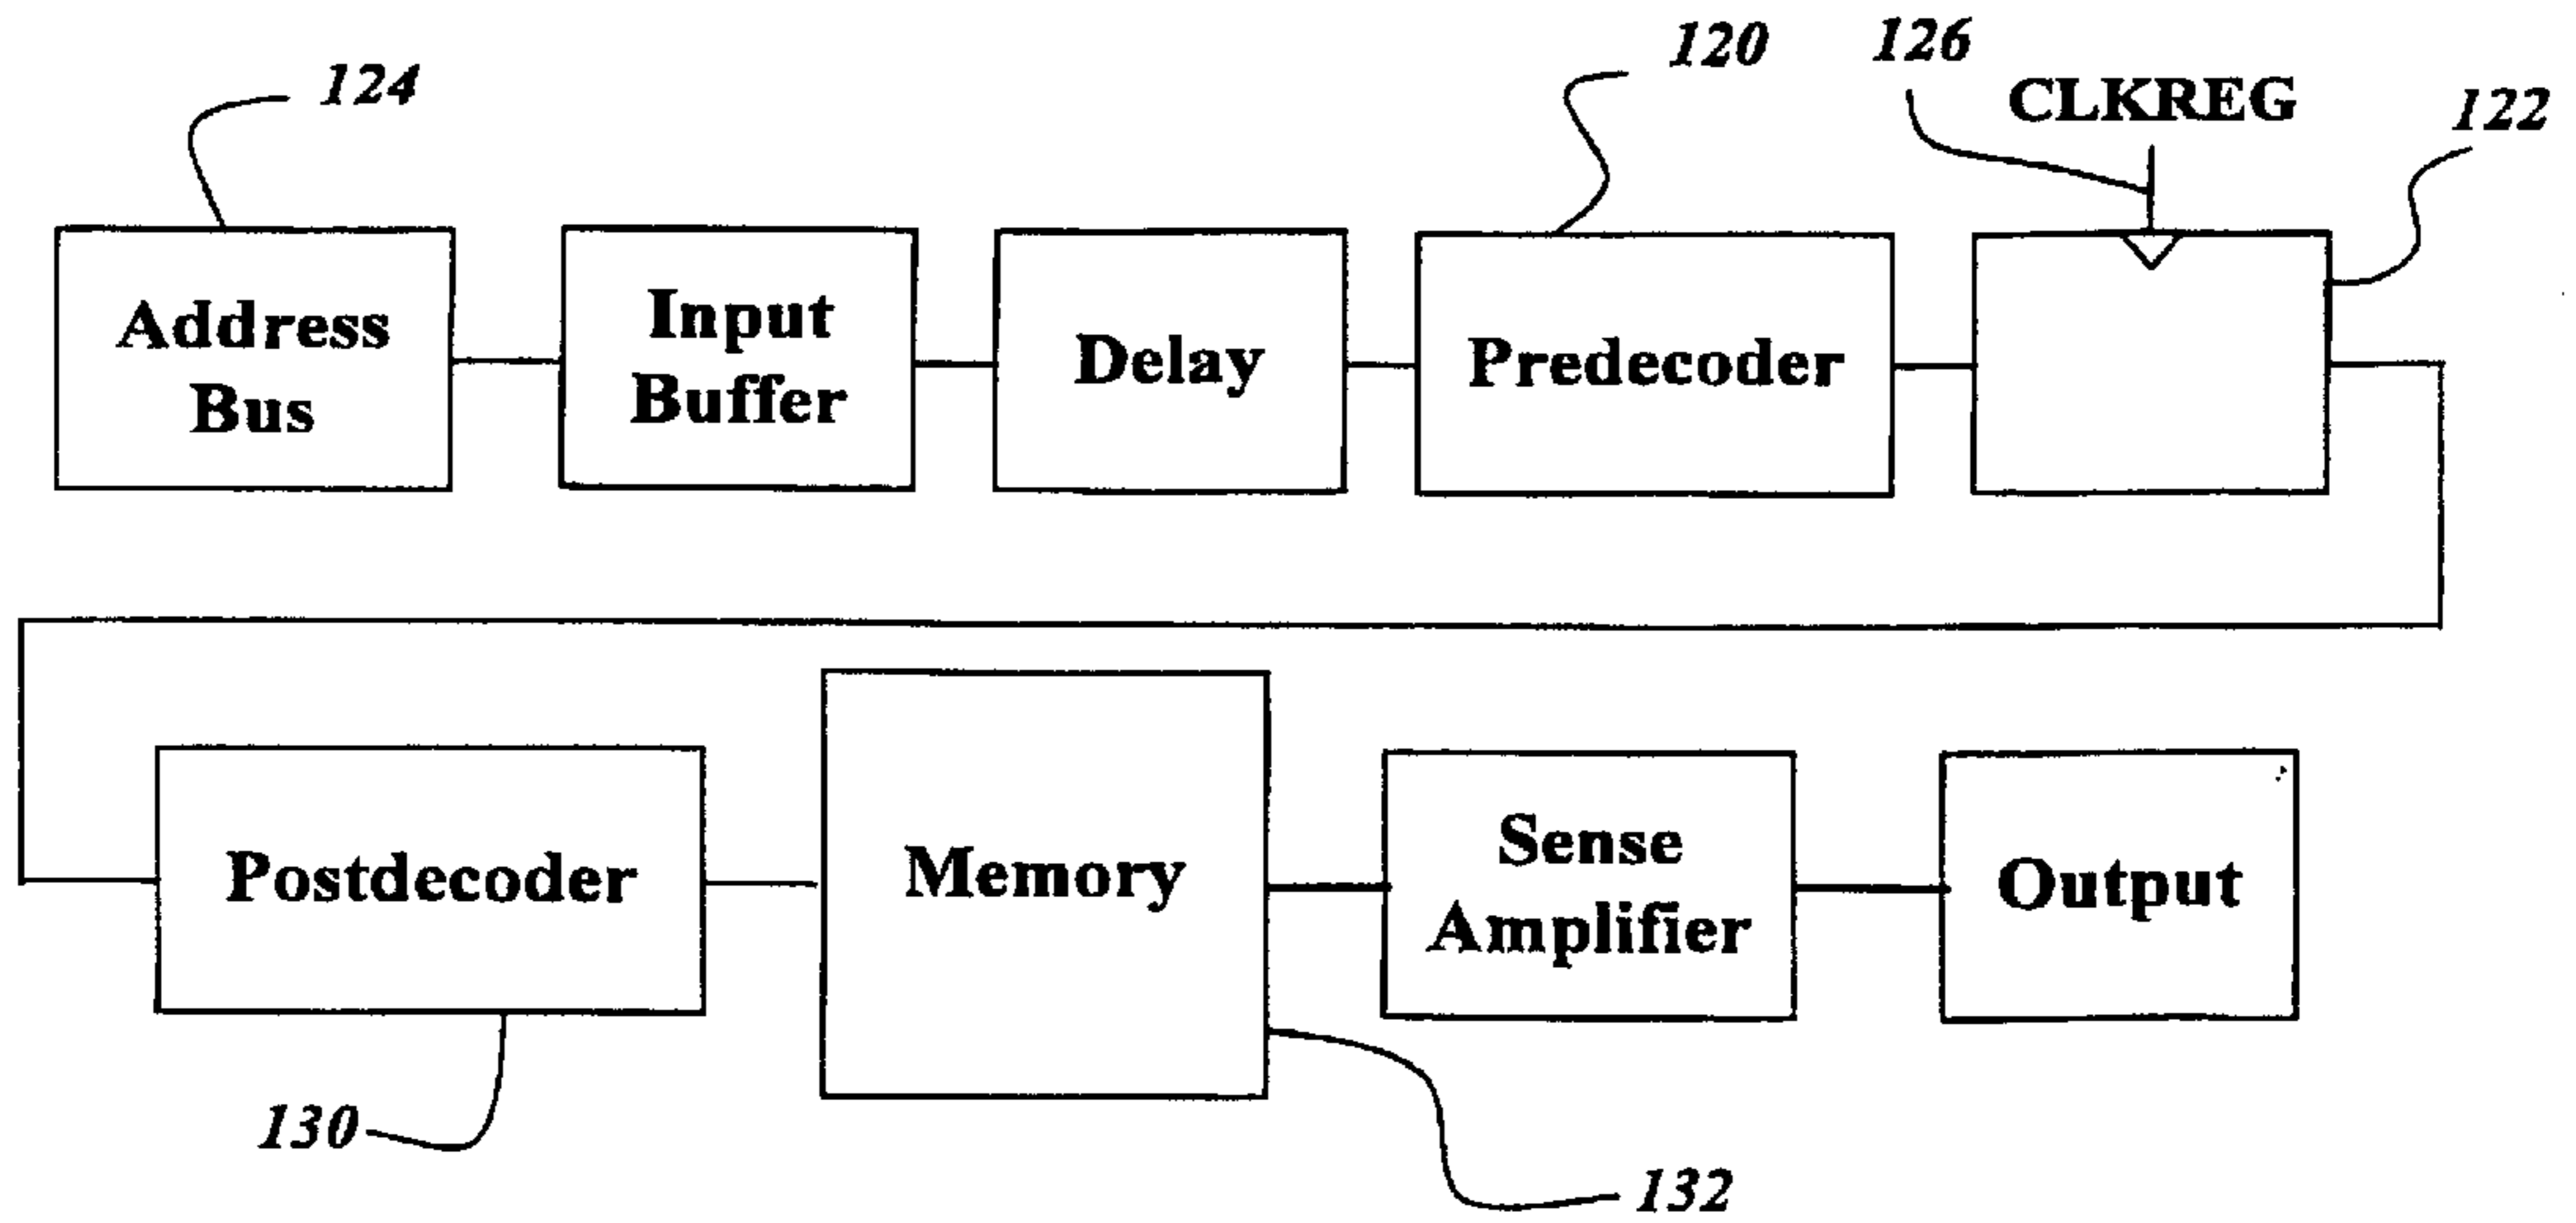 124
120
126
CLKREG
122
Address
Bus
Input
Buffer
Delay
Predecoder
Postdecoder
Memory
Sense
Amplifier
Output
130
132